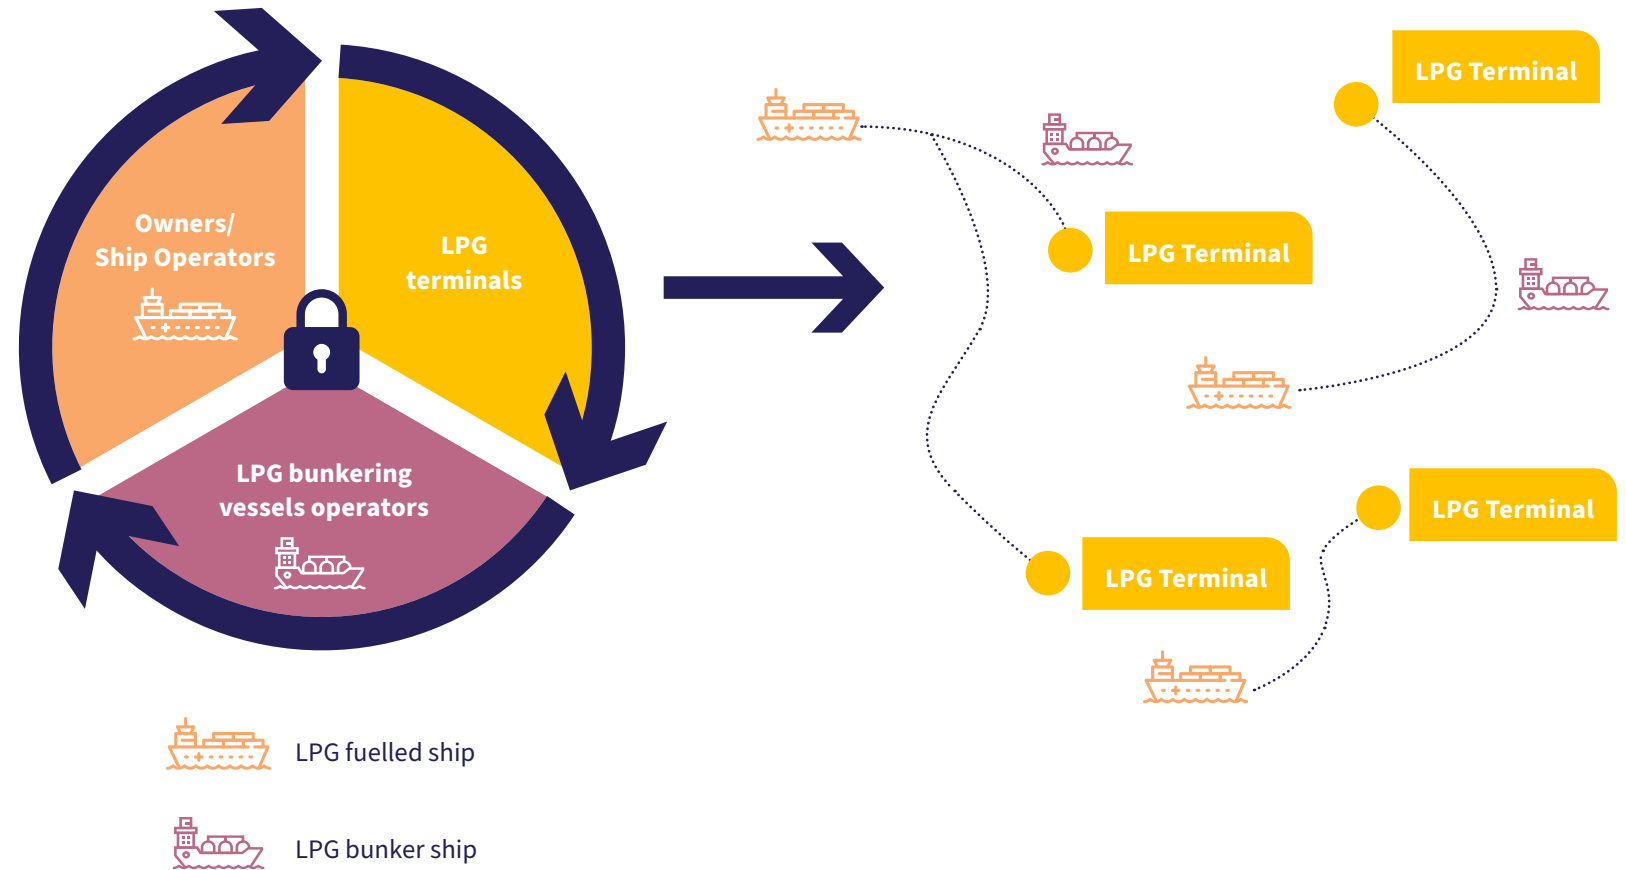 Owners/
Ship Operators
LPG
terminals
LPG bunkering
vessels operators
LPG fuelled ship
LPG bunker ship
LPG Terminal
LPG Terminal
LPG Terminal
LPG Terminal